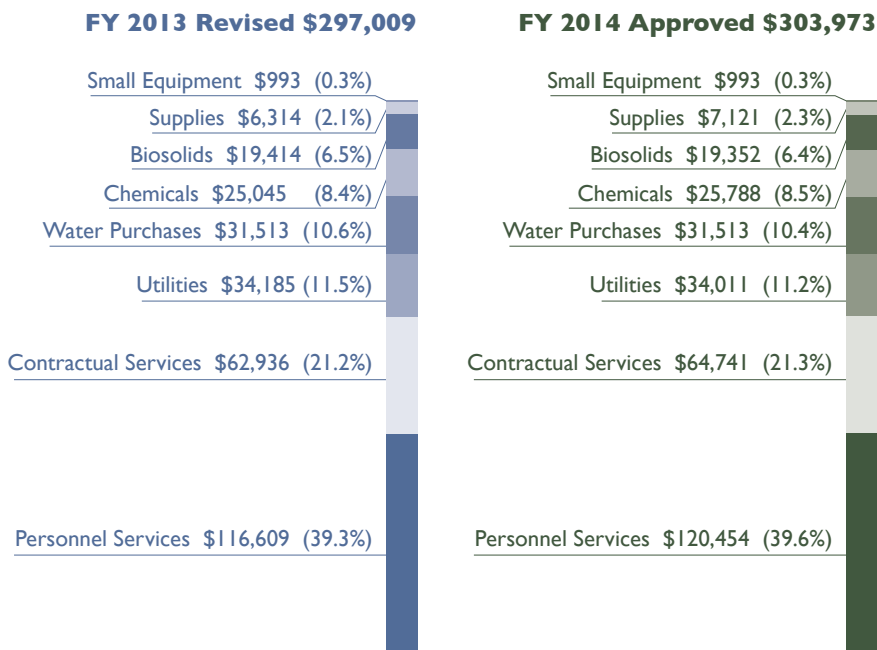 FY 2013 Revised $297,009
Small Equipment $993 (0.3%)
Supplies $6,314 (2.1%)
Biosolids $19,414 (6.5%)
Chemicals $25,045 (8.4%)
Water Purchases $31,513 (10.6%)
Utilities $34,185 (11.5%)
Contractual Services $62,936 (21.2%)
Personnel Services $116,609 (39.3%)
FY 2014 Approved $303,973
Small Equipment $993 (0.3%)
Supplies $7,121 (2.3%)
Biosolids $19,352 (6.4%)
Chemicals $25,788 (8.5%)
Water Purchases $31,513 (10.4%)
Utilities $34,011 (11.2%)
Contractual Services $64,741 (21.3%)
Personnel Services $120,454 (39.6%)